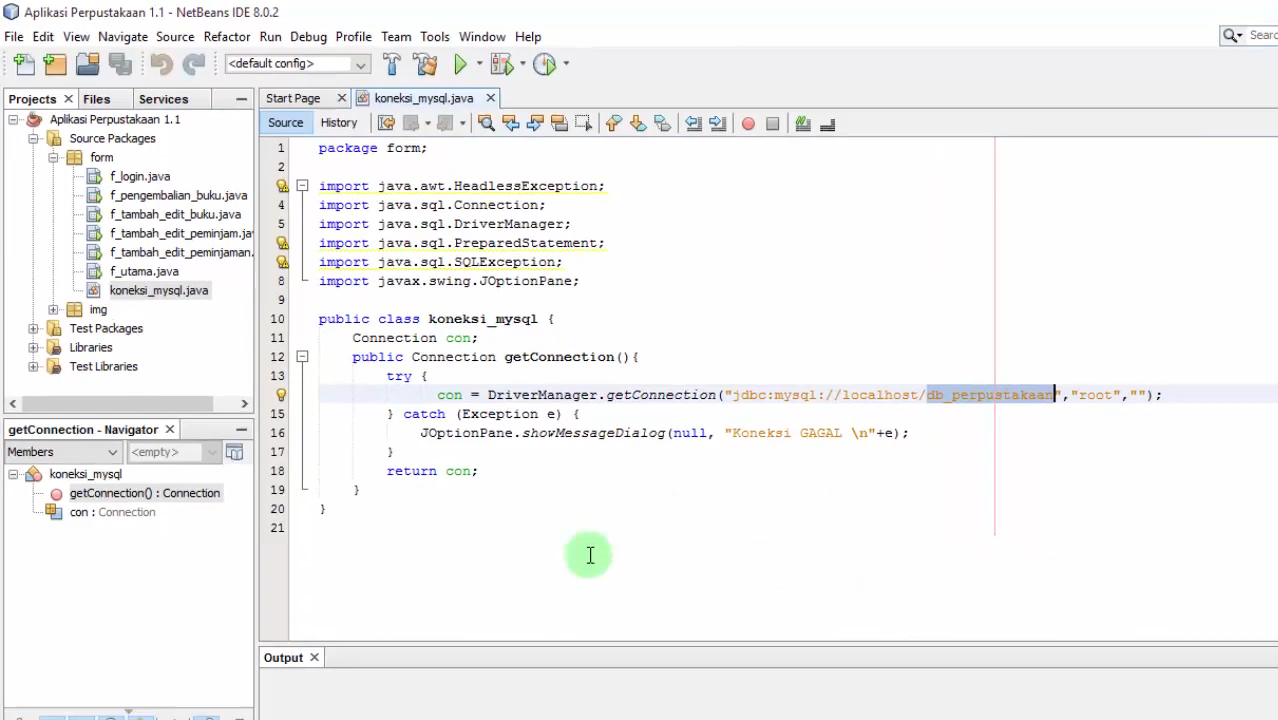 Aplikasi Perpustakaan 1.1 - NetBeans IDE 8.0.2
File Edit View Navigate Source Refactor Run Debug Profile Team Tools Window Help
<default config>
Projects Files Services
Aplikasi Perpustakaan 1.1
Source Packages
form
f_login.java
f_pengembalian_buku.java
f_tambah_edit_buku.java
f_tambah_edit_peminjam.ja
f_tambah_edit_peminjaman.
f_utama.java
koneksi_mysql.java
img
Test Packages
Libraries
Test Libraries
getConnection - Navigator
Members <empty>
koneksi_mysql
getConnection() : Connection
con : Connection
Start Page koneksi_mysql.java
Source History
1 package form;
2
import java.awt.HeadlessException;
4 import java.sql.Connection;
5 import java.sql.DriverManager;
import java.sql.PreparedStatement;
import java.sql.SQLException;
8 import javax.swing.JOptionPane;
9
10 public class koneksi_mysql {
11 Connection con;
12 public Connection getConnection(){
13 try {
con = DriverManager.getConnection("jdbc:mysql://localhost/db_perpustakaan","root","");
15 } catch (Exception e) {
16 JOptionPane.showMessageDialog(null, "Koneksi GAGAL \n"+e);
17 }
18 return con;
19 }
20 }
21
Output